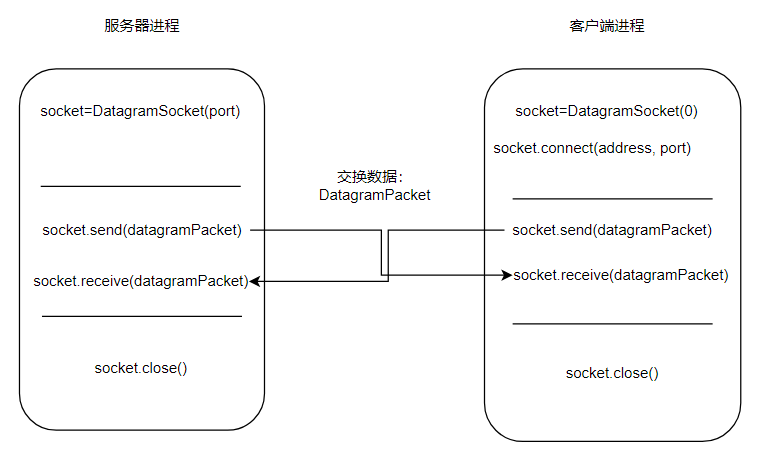 服务器进程
客户端进程
socket=DatagramSocket(port)
socket=DatagramSocket(0)
socket.connect(address, port)
交换数据：
DatagramPacket
socket.send(datagramPacket)
socket.send(datagramPacket)
socket.receive(datagramPacket)
socket.receive(datagramPacket)
socket.close()
socket.close()